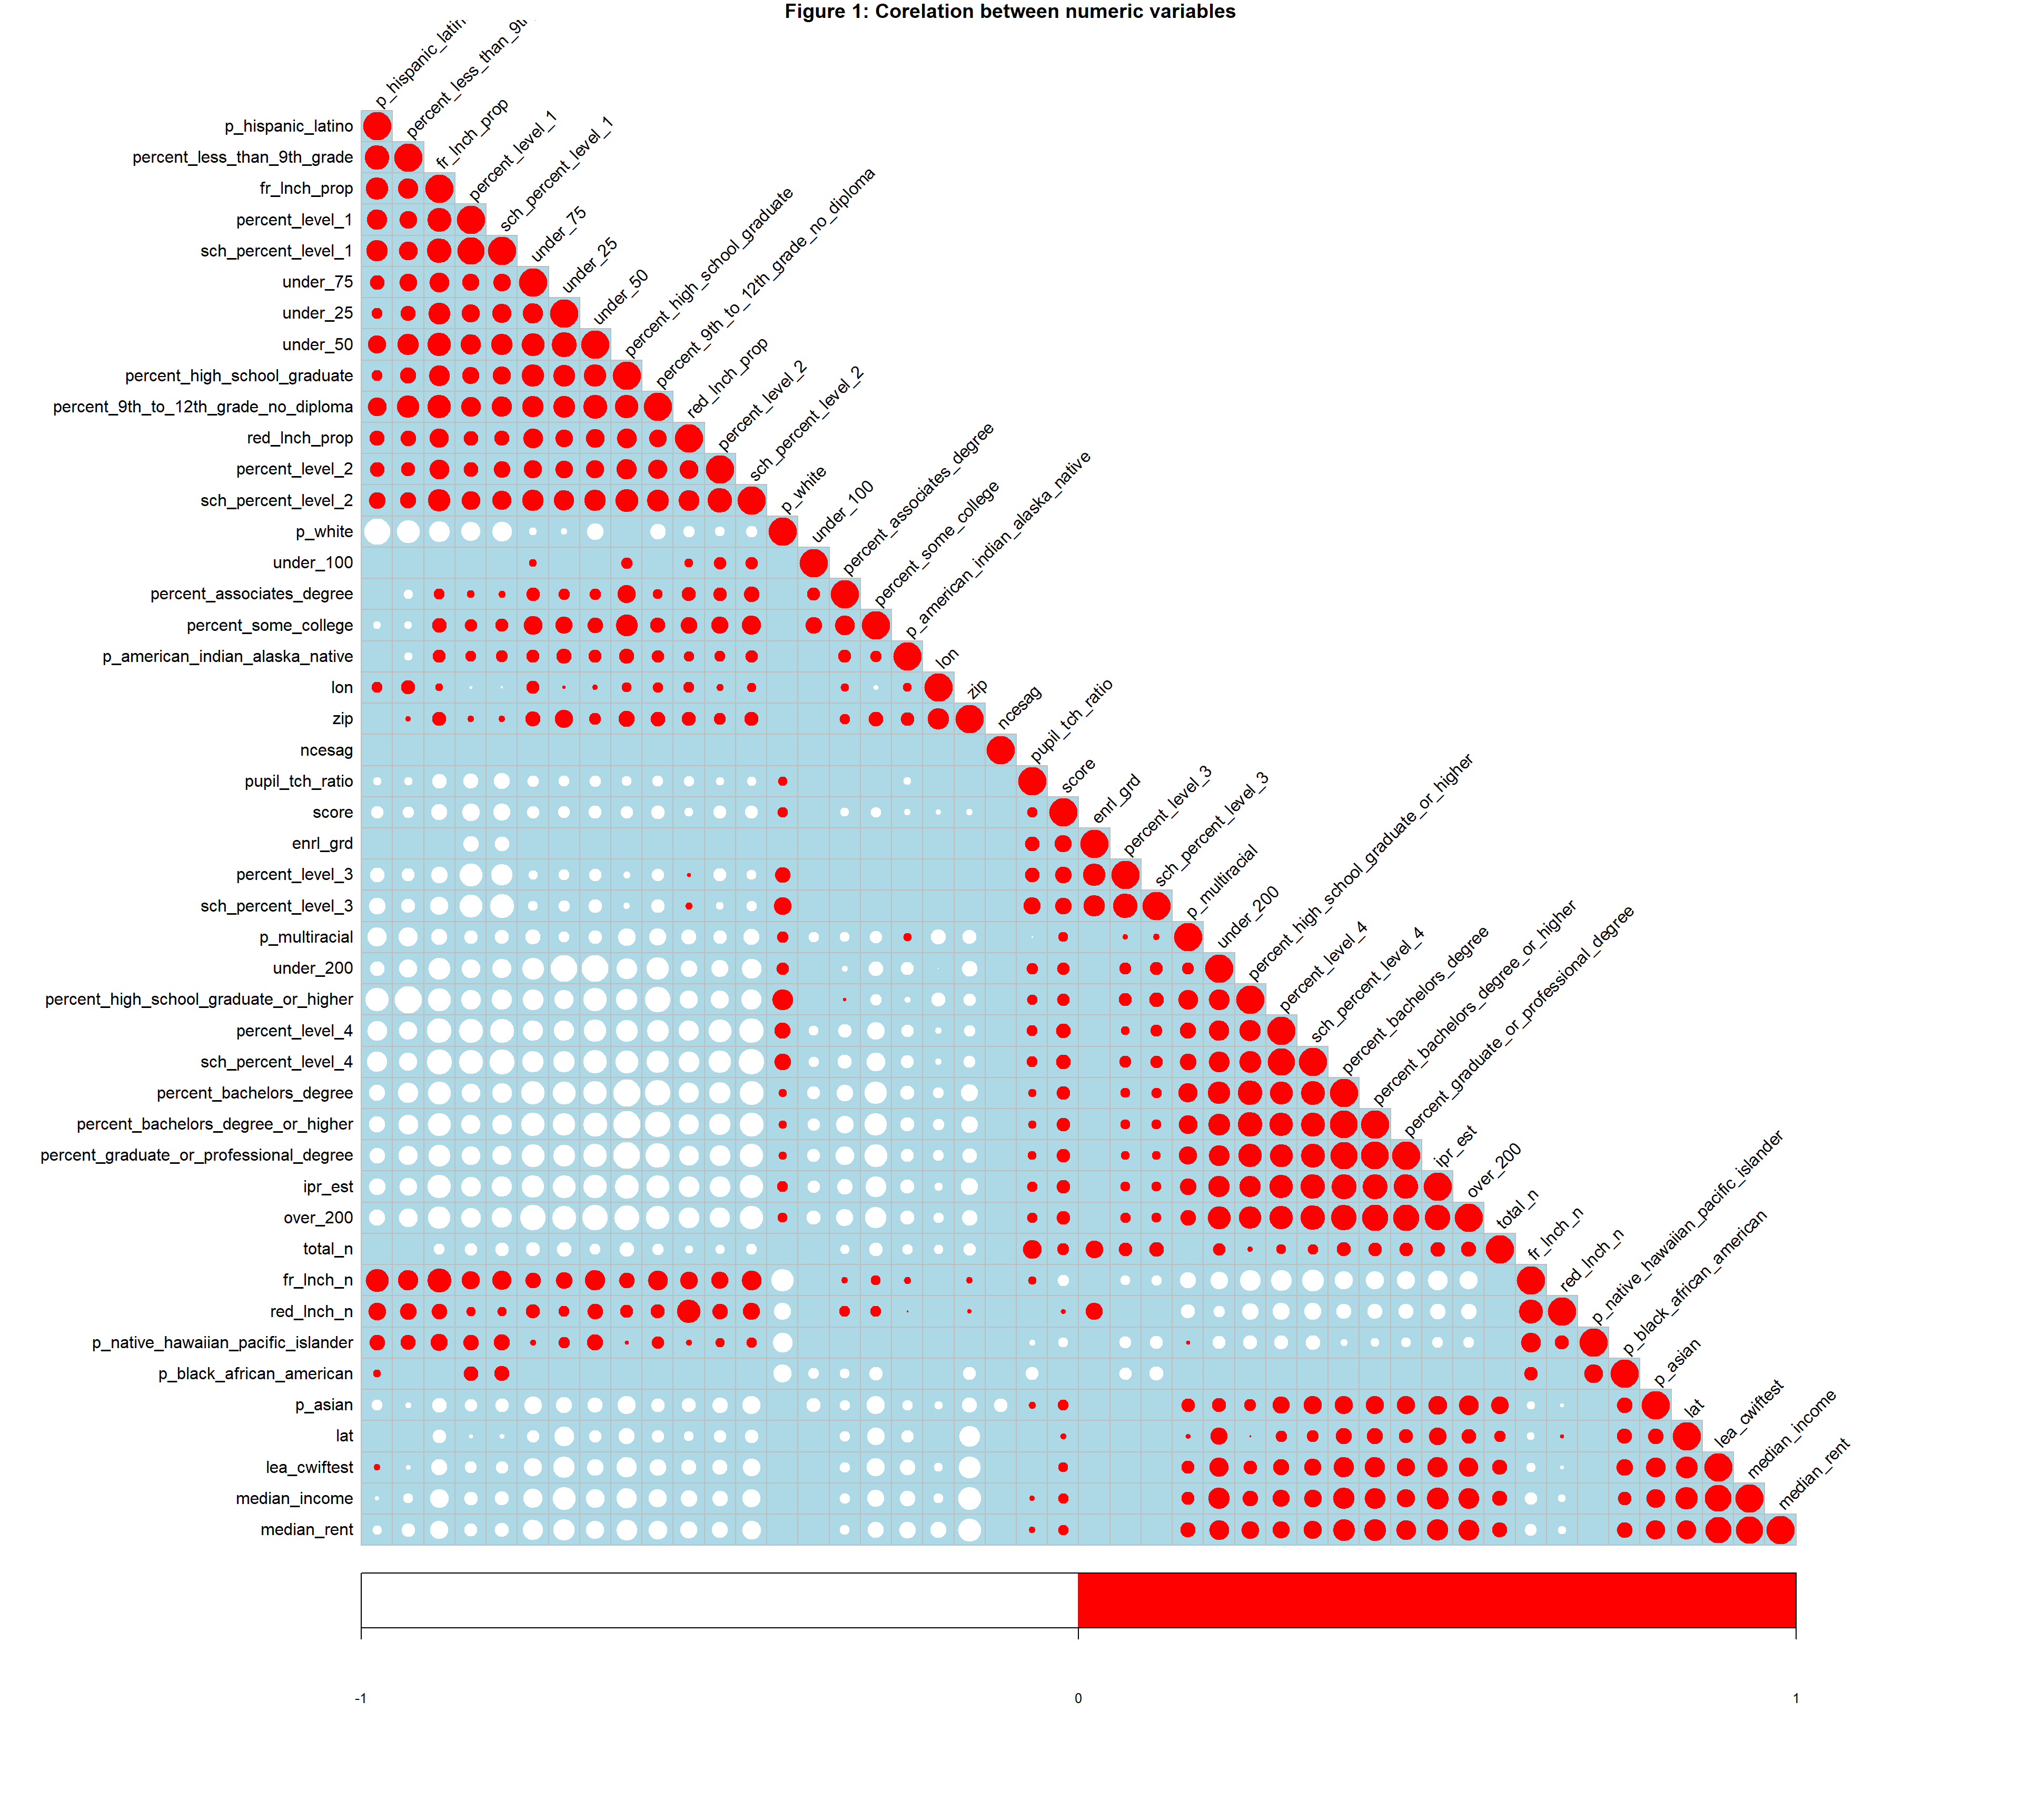 Figure 1: Corelation between numeric variables
p_hispanic_latin
percent_less_than_9t
fr_lnch_prop
percent_level_1
sch_percent_level_1
under_75
under_25
under_50
percent_high_school_graduate
percent_9th_to_12th_grade_no_diploma
red_lnch_prop
percent_level_2
sch_percent_level_2
p_white
under_100
percent_associates_degree
percent_some_college
p_american_indian_alaska_native
lon
zip
ncesag
pupil_tch_ratio
score
enrl_grd
percent_level_3
sch_percent_level_3
p_multiracial
under_200
percent_high_school_graduate_or_higher
percent_level_4
sch_percent_level_4
percent_bachelors_degree
percent_bachelors_degree_or_higher
percent_graduate_or_professional_degree
ipr_est
over_200
total_n
fr_lnch_n
red_lnch_n
p_native_hawaiian_pacific_islander
p_black_african_american
p_asian
lat
lea_cwiftest
median_income
median_rent
p_hispanic_latino
percent_less_than_9th_grade
fr_lnch_prop
percent_level_1
sch_percent_level_1
under_75
under_25
under_50
percent_high_school_graduate
percent_9th_to_12th_grade_no_diploma
red_lnch_prop
percent_level_2
sch_percent_level_2
p_white
under_100
percent_associates_degree
percent_some_college
p_american_indian_alaska_native
lon
zip
ncesag
pupil_tch_ratio
score
enrl_grd
percent_level_3
sch_percent_level_3
p_multiracial
under_200
percent_high_school_graduate_or_higher
percent_level_4
sch_percent_level_4
percent_bachelors_degree
percent_bachelors_degree_or_higher
percent_graduate_or_professional_degree
ipr_est
over_200
total_n
fr_lnch_n
red_lnch_n
p_native_hawaiian_pacific_islander
p_black_african_american
p_asian
lat
lea_cwiftest
median_income
median_rent
-1 0 1